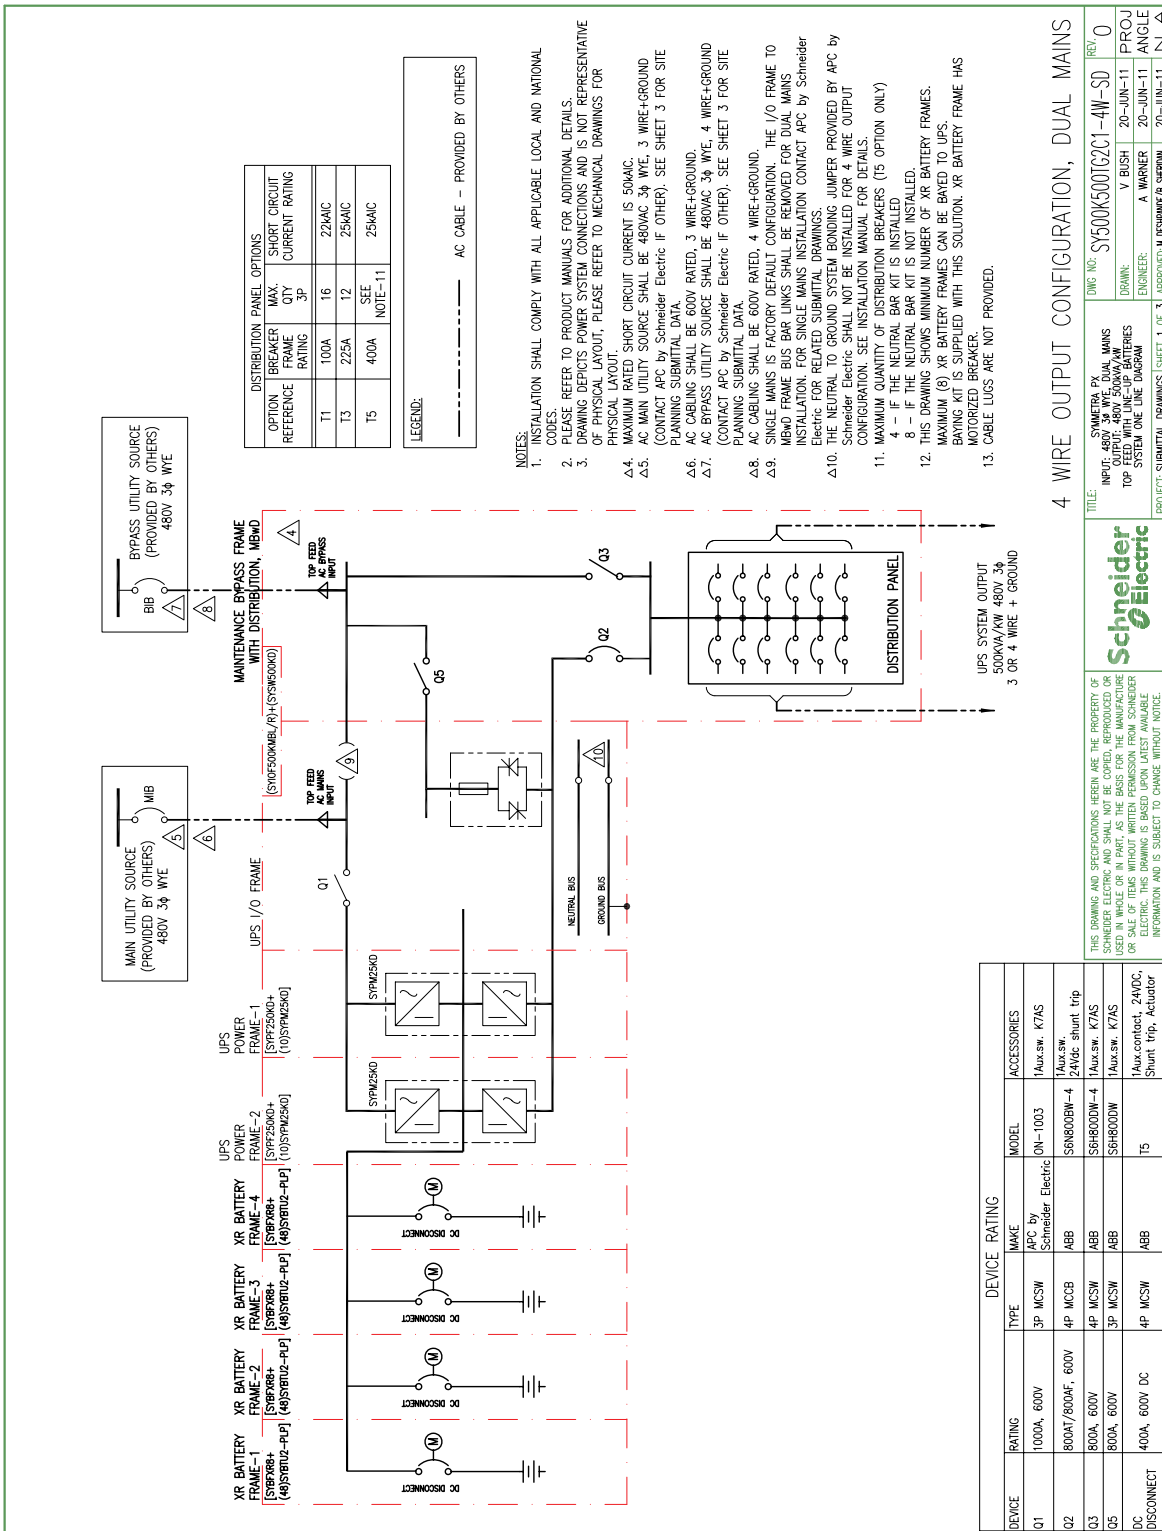 MAIN UTILITY SOURCE
(PROVIDED BY OTHERS)
480V 3ϕ WYE
MIB
5
6
BYPASS UTILITY SOURCE
(PROVIDED BY OTHERS)
480V 3ϕ WYE
BIB
7
8
XR BATTERY
FRAME-1
[SYBFXR8+
(48)SYBTU2-PLP]
XR BATTERY
FRAME-2
[SYBFXR8+
(48)SYBTU2-PLP]
XR BATTERY
FRAME-3
[SYBFXR8+
(48)SYBTU2-PLP]
XR BATTERY
FRAME-4
[SYBFXR8+
(48)SYBTU2-PLP]
UPS
POWER
FRAME-2
[SYPF250KD+
(10)SYPM25KD]
UPS
POWER
FRAME-1
[SYPF250KD+
(10)SYPM25KD]
UPS I/O FRAME
(SYIOF500KMBL/R)+(SYSW500KD)
MAINTENANCE BYPASS FRAME
WITH DISTRIBUTION, MBwD
4
TOP FEED
AC MAINS
INPUT
TOP FEED
AC BYPASS
INPUT
Q1
9
Q5
SYPM25KD
SYPM25KD
DC DISCONNECT
M
DC DISCONNECT
M
DC DISCONNECT
M
DC DISCONNECT
M
NEUTRAL BUS
GROUND BUS
10
Q2
Q3
DISTRIBUTION PANEL
UPS SYSTEM OUTPUT
500KVA/KW 480V 3ϕ
3 OR 4 WIRE + GROUND
DISTRIBUTION PANEL OPTIONS
OPTION REFERENCE | BREAKER FRAME RATING | MAX. QTY 3P | SHORT CIRCUIT CURRENT RATING
T1 | 100A | 16 | 22kAIC
T3 | 225A | 12 | 25kAIC
T5 | 400A | SEE NOTE-11 | 25kAIC
LEGEND:
AC CABLE - PROVIDED BY OTHERS
NOTES:
1. INSTALLATION SHALL COMPLY WITH ALL APPLICABLE LOCAL AND NATIONAL
CODES.
2. PLEASE REFER TO PRODUCT MANUALS FOR ADDITIONAL DETAILS.
3. DRAWING DEPICTS POWER SYSTEM CONNECTIONS AND IS NOT REPRESENTATIVE
OF PHYSICAL LAYOUT, PLEASE REFER TO MECHANICAL DRAWINGS FOR
PHYSICAL LAYOUT.
△4. MAXIMUM RATED SHORT CIRCUIT CURRENT IS 50kAIC.
△5. AC MAIN UTILITY SOURCE SHALL BE 480VAC 3ϕ WYE, 3 WIRE+GROUND
(CONTACT APC by Schneider Electric IF OTHER). SEE SHEET 3 FOR SITE
PLANNING SUBMITTAL DATA.
△6. AC CABLING SHALL BE 600V RATED, 3 WIRE+GROUND.
△7. AC BYPASS UTILITY SOURCE SHALL BE 480VAC 3ϕ WYE, 4 WIRE+GROUND
(CONTACT APC by Schneider Electric IF OTHER). SEE SHEET 3 FOR SITE
PLANNING SUBMITTAL DATA.
△8. AC CABLING SHALL BE 600V RATED, 4 WIRE+GROUND.
△9. SINGLE MAINS IS FACTORY DEFAULT CONFIGURATION. THE I/O FRAME TO
MBwD FRAME BUS BAR LINKS SHALL BE REMOVED FOR DUAL MAINS
INSTALLATION. FOR SINGLE MAINS INSTALLATION CONTACT APC by Schneider
Electric FOR RELATED SUBMITTAL DRAWINGS.
△10. THE NEUTRAL TO GROUND SYSTEM BONDING JUMPER PROVIDED BY APC by
Schneider Electric SHALL NOT BE INSTALLED FOR 4 WIRE OUTPUT
CONFIGURATION. SEE INSTALLATION MANUAL FOR DETAILS.
11. MAXIMUM QUANTITY OF DISTRIBUTION BREAKERS (T5 OPTION ONLY)
4 - IF THE NEUTRAL BAR KIT IS INSTALLED
8 - IF THE NEUTRAL BAR KIT IS NOT INSTALLED.
12. THIS DRAWING SHOWS MINIMUM NUMBER OF XR BATTERY FRAMES.
MAXIMUM (8) XR BATTERY FRAMES CAN BE BAYED TO UPS.
BAYING KIT IS SUPPLIED WITH THIS SOLUTION. XR BATTERY FRAME HAS
MOTORIZED BREAKER.
13. CABLE LUGS ARE NOT PROVIDED.
4 WIRE OUTPUT CONFIGURATION, DUAL MAINS
DEVICE RATING
DEVICE | RATING | TYPE | MAKE | MODEL | ACCESSORIES
Q1 | 1000A, 600V | 3P MCSW | APC by Schneider Electric | ON-1003 | 1Aux.sw. K7AS
Q2 | 800AT/800AF, 600V | 4P MCCB | ABB | S6N800BW-4 | 1Aux.sw. 24Vdc shunt trip
Q3 | 800A, 600V | 4P MCSW | ABB | S6H800DW-4 | 1Aux.sw. K7AS
Q5 | 800A, 600V | 3P MCSW | ABB | S6H800DW | 1Aux.sw. K7AS
DC DISCONNECT | 400A, 600V DC | 4P MCSW | ABB | T5 | 1Aux.contact, 24VDC, Shunt trip, Actuator
THIS DRAWING AND SPECIFICATIONS HEREIN ARE THE PROPERTY OF
SCHNEIDER ELECTRIC AND SHALL NOT BE COPIED, REPRODUCED OR
USED IN WHOLE OR IN PART, AS THE BASIS FOR THE MANUFACTURE
OR SALE OF ITEMS WITHOUT WRITTEN PERMISSION FROM SCHNEIDER
ELECTRIC. THIS DRAWING IS BASED UPON LATEST AVAILABLE
INFORMATION AND IS SUBJECT TO CHANGE WITHOUT NOTICE.
Schneider
Electric
TITLE: SYMMETRA PX
INPUT: 480V 3ϕ WYE, DUAL MAINS
OUTPUT: 480V 500kVA/kW
TOP FEED WITH LINE-UP BATTERIES
SYSTEM ONE LINE DIAGRAM
PROJECT: SUBMITTAL DRAWINGS SHEET 1 OF 3
DWG NO: SY500K500TG2C1-4W-SD
REV: 0
DRAWN: V BUSH 20-JUN-11 PROJ
ENGINEER: A WARNER 20-JUN-11 ANGLE
APPROVED: 20-JUN-11